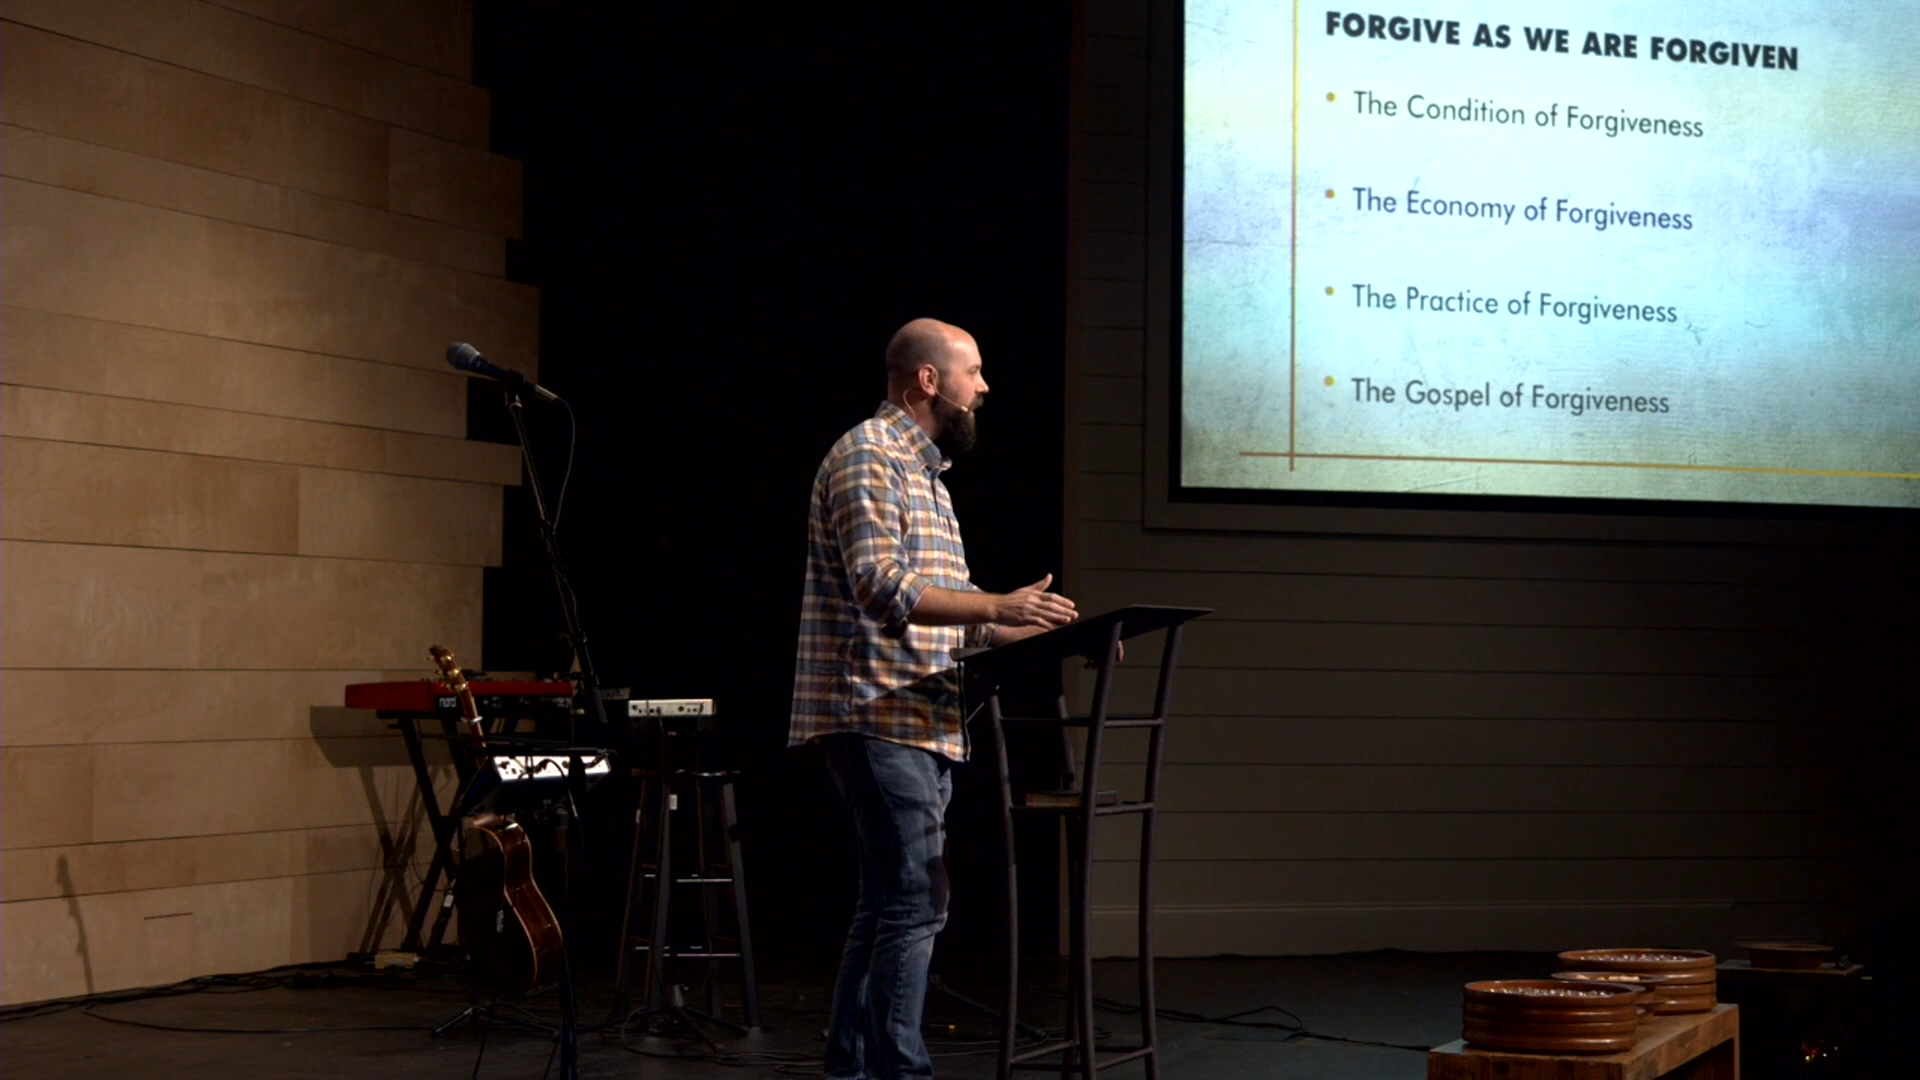 FORGIVE AS WE ARE FORGIVEN
• The Condition of Forgiveness
• The Economy of Forgiveness
• The Practice of Forgiveness
• The Gospel of Forgiveness
nord